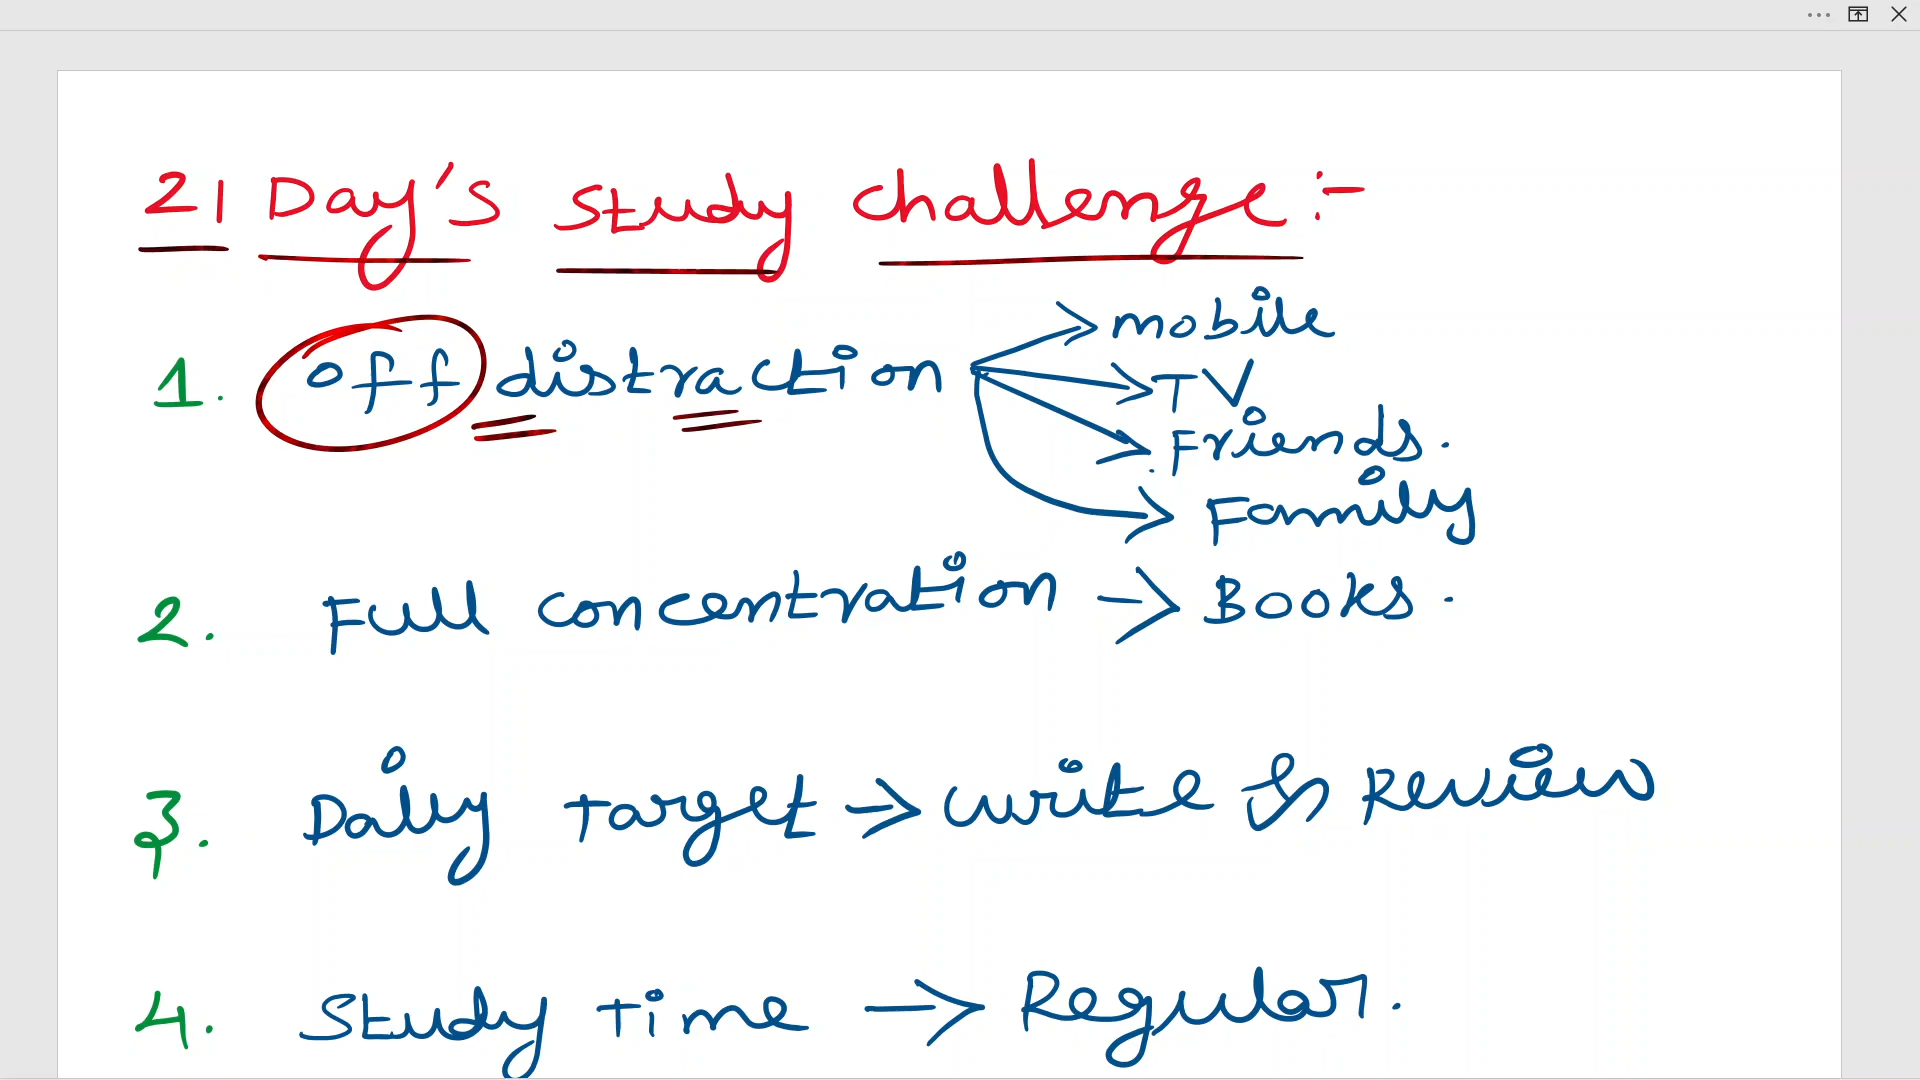 21 Day's study challenge:-
1. off distraction → mobile
→ TV
→ Friends.
→ Family
2. Full concentration → Books.
3. Daily Target → write & Review
4. Study Time → Regular.